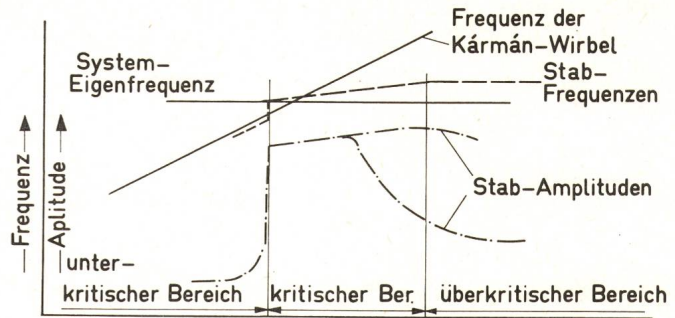 Frequenz der
Kármán-Wirbel
System-
Eigenfrequenz
Stab-
Frequenzen
Frequenz
Aplitude
Stab-Amplituden
unter-
kritischer Bereich
kritischer Ber.
überkritischer Bereich